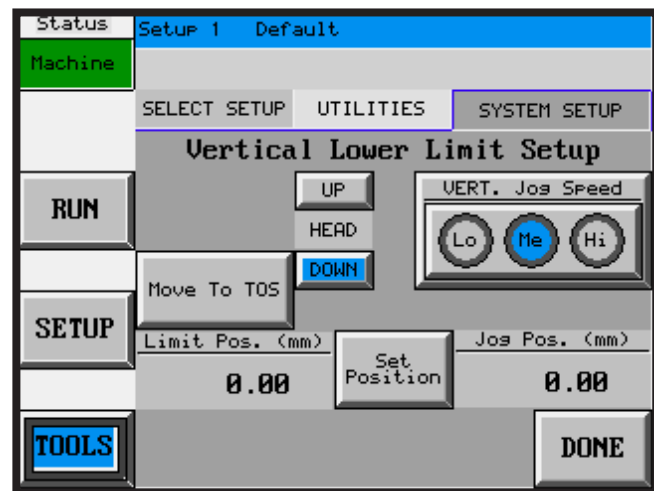 Status
Setup 1 Default
Machine
SELECT SETUP
UTILITIES
SYSTEM SETUP
Vertical Lower Limit Setup
UP
VERT. Jog Speed
RUN
HEAD
Lo
Me
Hi
DOWN
Move To TOS
SETUP
Limit Pos. (mm)
Set
Position
Jog Pos. (mm)
0.00
0.00
TOOLS
DONE